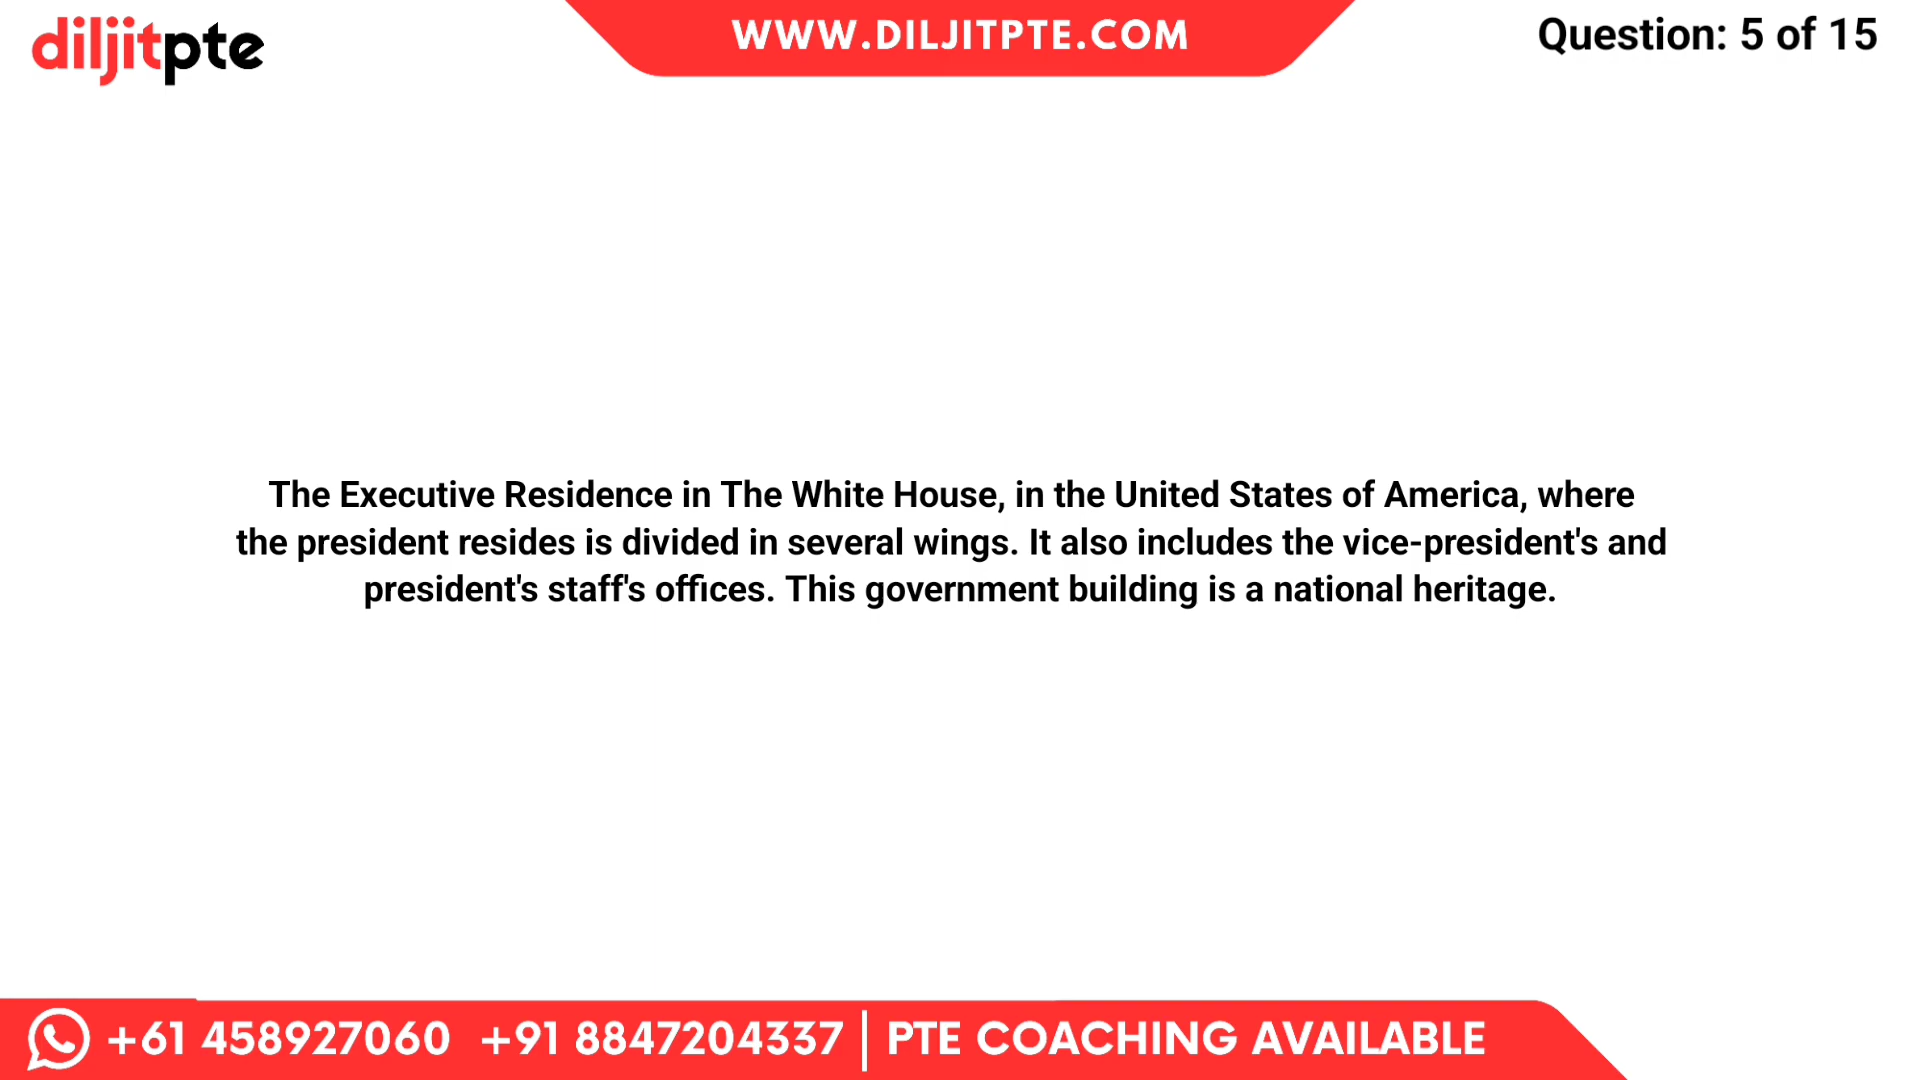 diljitpte
WWW.DILJITPTE.COM
Question: 5 of 15
The Executive Residence in The White House, in the United States of America, where
the president resides is divided in several wings. It also includes the vice-president's and
president's staff's offices. This government building is a national heritage.
+61 458927060 +91 8847204337 PTE COACHING AVAILABLE